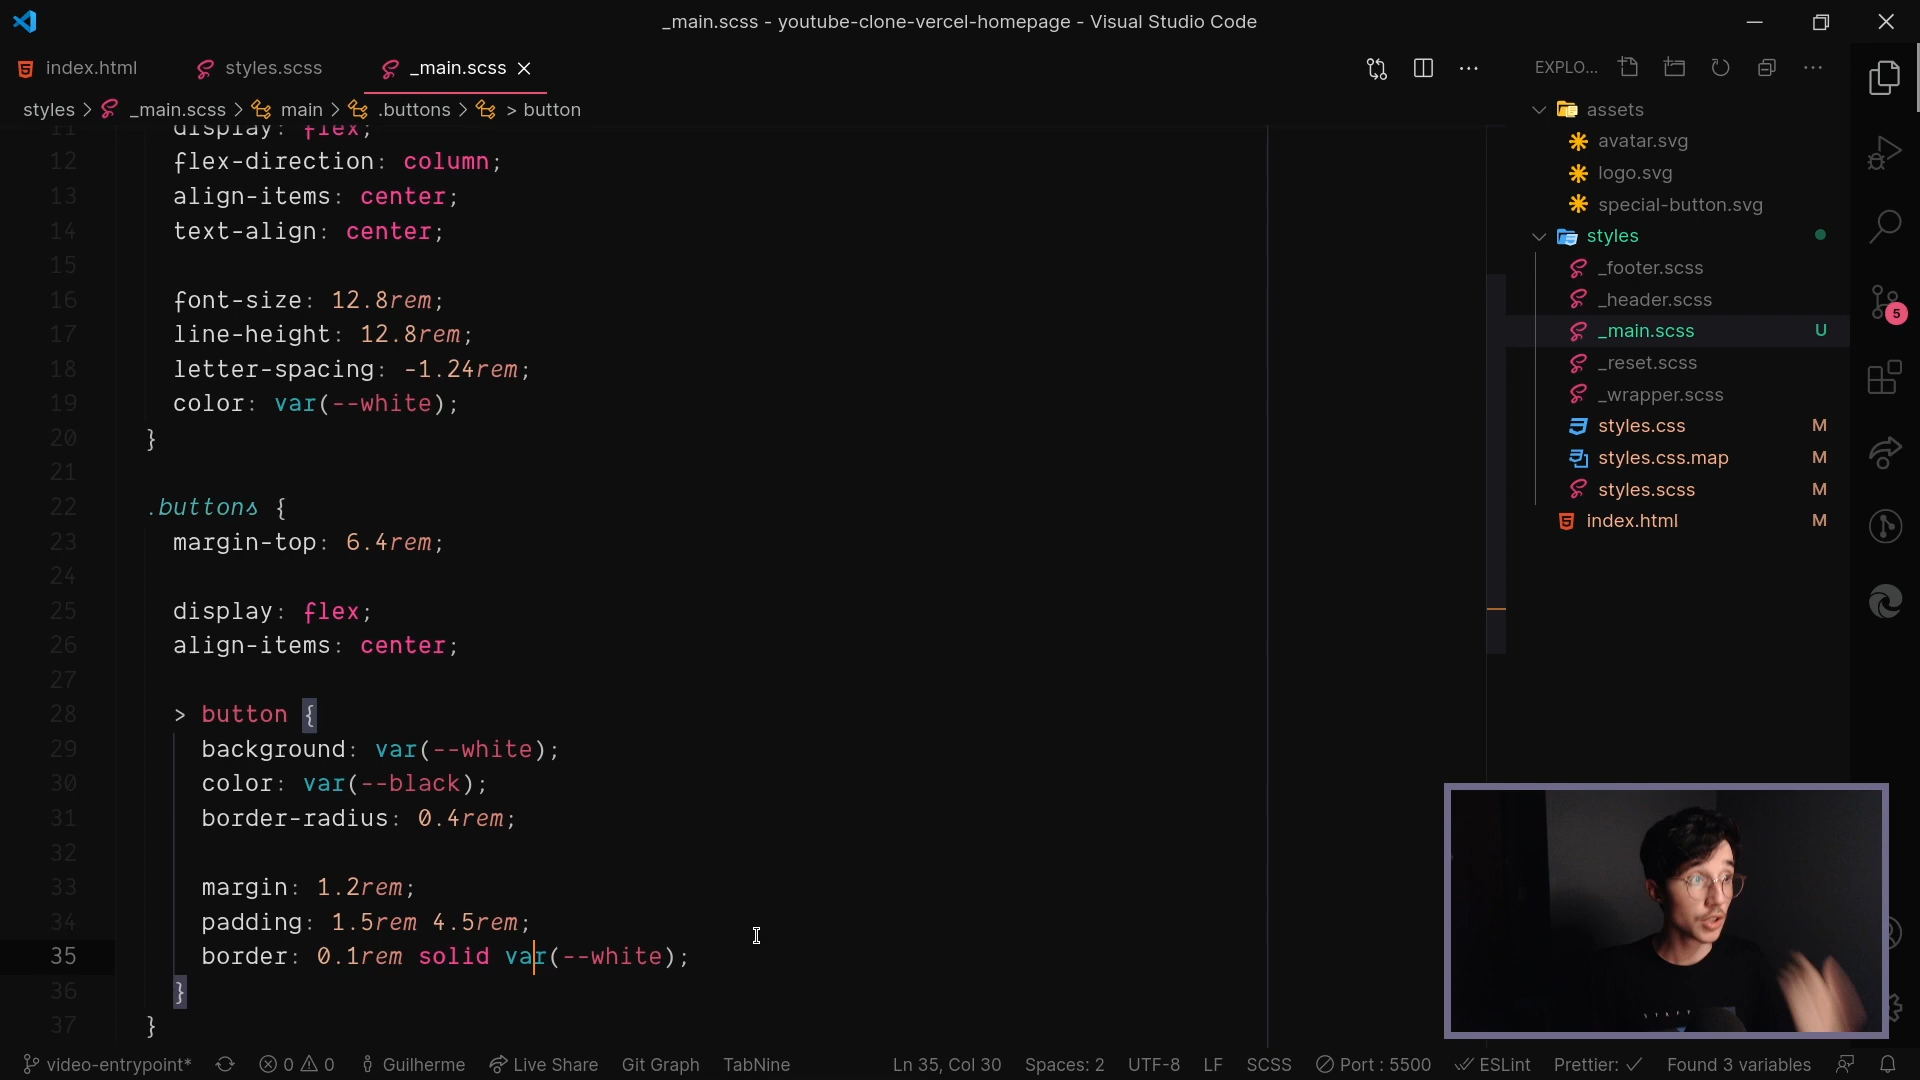 _main.scss - youtube-clone-vercel-homepage - Visual Studio Code
index.html
styles.scss
_main.scss
styles > _main.scss > main > .buttons > > button
11 display: flex;
12 flex-direction: column;
13 align-items: center;
14 text-align: center;
15
16 font-size: 12.8rem;
17 line-height: 12.8rem;
18 letter-spacing: -1.24rem;
19 color: var(--white);
20 }
21
22 .buttons {
23 margin-top: 6.4rem;
24
25 display: flex;
26 align-items: center;
27
28 > button {
29 background: var(--white);
30 color: var(--black);
31 border-radius: 0.4rem;
32
33 margin: 1.2rem;
34 padding: 1.5rem 4.5rem;
35 border: 0.1rem solid var(--white);
36 }
37 }
EXPLO...
assets
avatar.svg
logo.svg
special-button.svg
styles
_footer.scss
_header.scss
_main.scss U
_reset.scss
_wrapper.scss
styles.css M
styles.css.map M
styles.scss M
index.html M
5
video-entrypoint* 0 0 Guilherme Live Share Git Graph TabNine Ln 35, Col 30 Spaces: 2 UTF-8 LF SCSS Port : 5500 ESLint Prettier: ✓ Found 3 variables